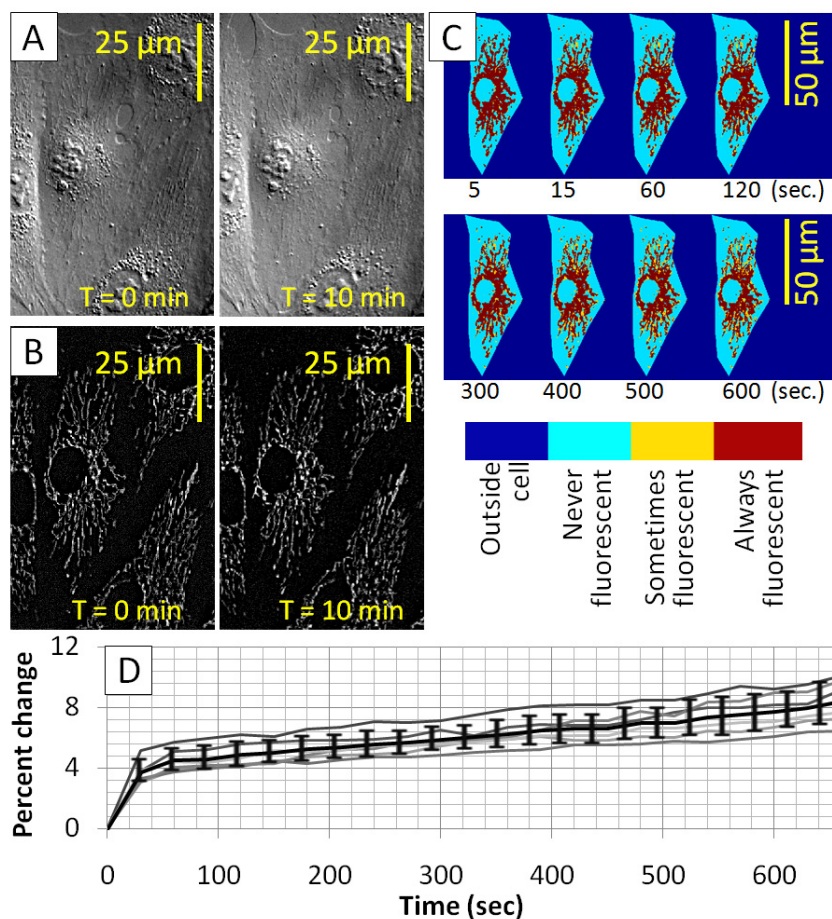 A
25 µm
25 µm
T = 0 min
T = 10 min
B
25 µm
25 µm
T = 0 min
T = 10 min
C
50 µm
5 15 60 120 (sec.)
50 µm
300 400 500 600 (sec.)
Outside
cell
Never
fluorescent
Sometimes
fluorescent
Always
fluorescent
D
Percent change
12
8
4
0
0 100 200 300 400 500 600
Time (sec)